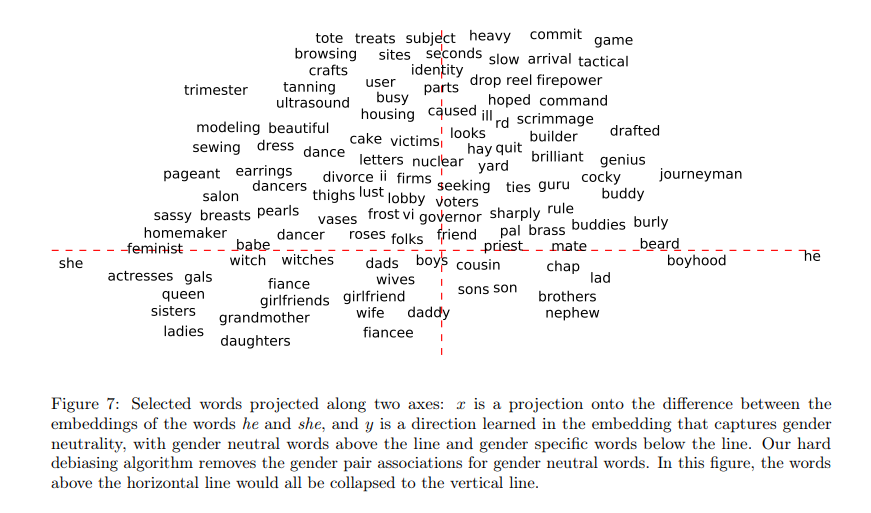 tote treats subject heavy commit game
browsing sites seconds slow arrival tactical
crafts identity drop reel firepower
trimester tanning user parts
ultrasound busy hoped command
housing caused ill rd scrimmage
modeling beautiful cake victims looks builder drafted
sewing dress dance letters nuclear hay quit brilliant genius
pageant earrings divorce ii firms yard cocky journeyman
dancers thighs lust lobby seeking ties guru buddy
salon voters
sassy breasts pearls vases frost vi governor sharply rule
homemaker dancer roses folks friend pal brass buddies burly
feminist babe priest mate beard
she witch witches dads boys cousin chap boyhood he
actresses gals fiance wives lad
queen girlfriends girlfriend sons son brothers
sisters grandmother wife daddy nephew
ladies daughters fiancee
Figure 7: Selected words projected along two axes: x is a projection onto the difference between the
embeddings of the words he and she, and y is a direction learned in the embedding that captures gender
neutrality, with gender neutral words above the line and gender specific words below the line. Our hard
debiasing algorithm removes the gender pair associations for gender neutral words. In this figure, the words
above the horizontal line would all be collapsed to the vertical line.